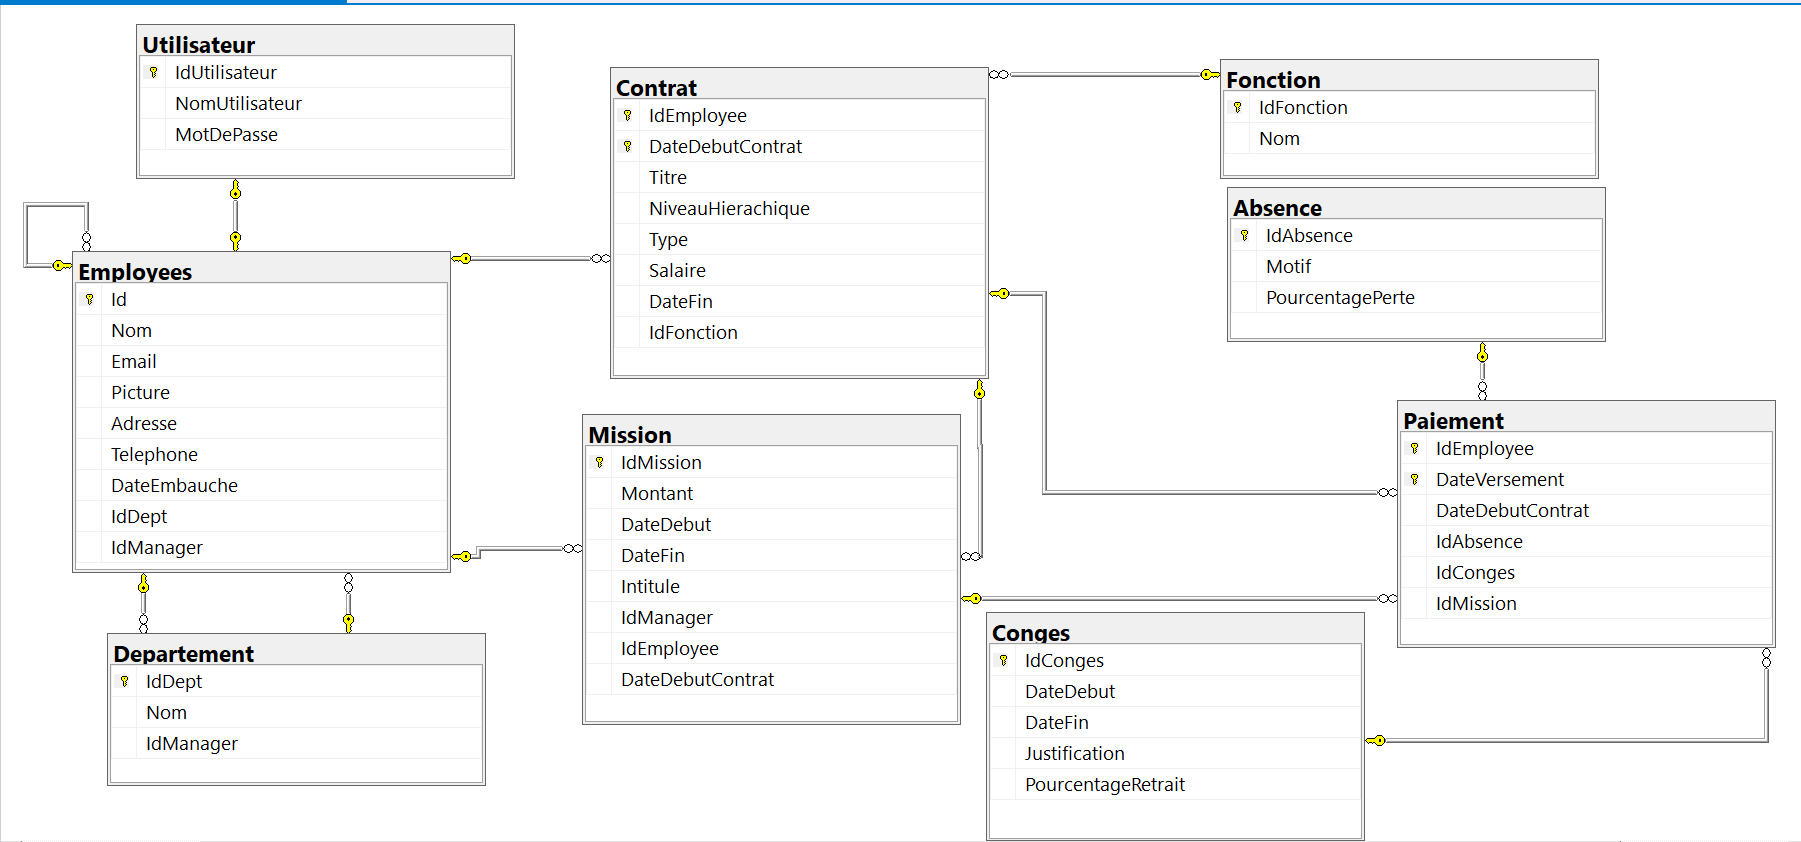 Utilisateur
IdUtilisateur
NomUtilisateur
MotDePasse
Employees
Id
Nom
Email
Picture
Adresse
Telephone
DateEmbauche
IdDept
IdManager
Departement
IdDept
Nom
IdManager
Contrat
IdEmployee
DateDebutContrat
Titre
NiveauHierachique
Type
Salaire
DateFin
IdFonction
Mission
IdMission
Montant
DateDebut
DateFin
Intitule
IdManager
IdEmployee
DateDebutContrat
Fonction
IdFonction
Nom
Absence
IdAbsence
Motif
PourcentagePerte
Paiement
IdEmployee
DateVersement
DateDebutContrat
IdAbsence
IdConges
IdMission
Conges
IdConges
DateDebut
DateFin
Justification
PourcentageRetrait